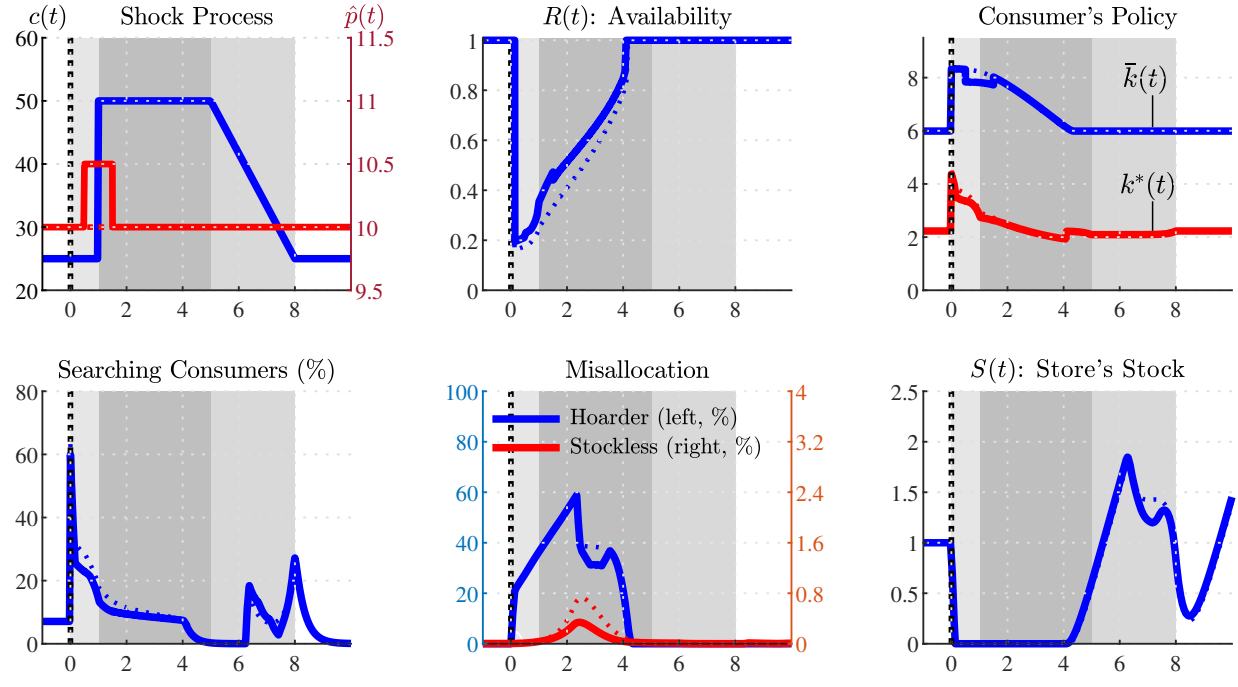 c(t) Shock Process p̂(t)
60
50
40
30
20
11.5
11
10.5
10
9.5
0 2 4 6 8
R(t): Availability
1
0.8
0.6
0.4
0.2
0
0 2 4 6 8
Consumer's Policy
8
6
4
2
0
k̄(t)
k*(t)
0 2 4 6 8
Searching Consumers (%)
80
60
40
20
0
0 2 4 6 8
Misallocation
100
80
60
40
20
0
Hoarder (left, %)
Stockless (right, %)
4
3.2
2.4
1.6
0.8
0
0 2 4 6 8
S(t): Store's Stock
2.5
2
1.5
1
0.5
0
0 2 4 6 8